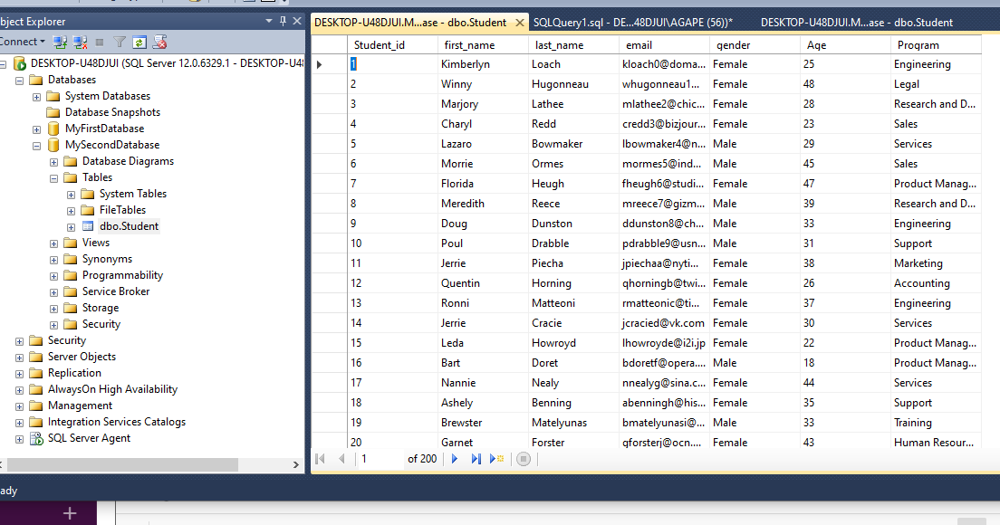 bject Explorer
Connect
DESKTOP-U48DJUI (SQL Server 12.0.6329.1 - DESKTOP-U48
Databases
System Databases
Database Snapshots
MyFirstDatabase
MySecondDatabase
Database Diagrams
Tables
System Tables
FileTables
dbo.Student
Views
Synonyms
Programmability
Service Broker
Storage
Security
Security
Server Objects
Replication
AlwaysOn High Availability
Management
Integration Services Catalogs
SQL Server Agent
DESKTOP-U48DJUI.M...ase - dbo.Student SQLQuery1.sql - DE...48DJUI\AGAPE (56))* DESKTOP-U48DJUI.M...ase - dbo.Student
Student_id first_name last_name email gender Age Program
1 Kimberlyn Loach kloach0@doma... Female 25 Engineering
2 Winny Hugonneau whugonneau1... Female 48 Legal
3 Marjory Lathee mlathee2@chic... Female 28 Research and D...
4 Charyl Redd credd3@bizjour... Female 23 Sales
5 Lazaro Bowmaker lbowmaker4@n... Male 29 Services
6 Morrie Ormes mormes5@ind... Male 45 Sales
7 Florida Heugh fheugh6@studi... Female 47 Product Manag...
8 Meredith Reece mreece7@gizm... Male 39 Research and D...
9 Doug Dunston ddunston8@ch... Male 33 Engineering
10 Poul Drabble pdrabble9@usn... Male 31 Support
11 Jerrie Piecha jpiechaa@nyti... Female 38 Marketing
12 Quentin Horning qhorningb@twi... Female 26 Accounting
13 Ronni Matteoni rmatteonic@ti... Female 37 Engineering
14 Jerrie Cracie jcracied@vk.com Female 30 Services
15 Leda Howroyd lhowroyde@i2i.jp Female 22 Product Manag...
16 Bart Doret bdoretf@opera.... Male 18 Product Manag...
17 Nannie Nealy nnealyg@sina.c... Female 44 Services
18 Ashely Benning abenningh@his... Female 35 Support
19 Brewster Matelyunas bmatelyunasi@... Male 33 Training
20 Garnet Forster gforsterj@ocn.... Female 43 Human Resour...
1 of 200
ady